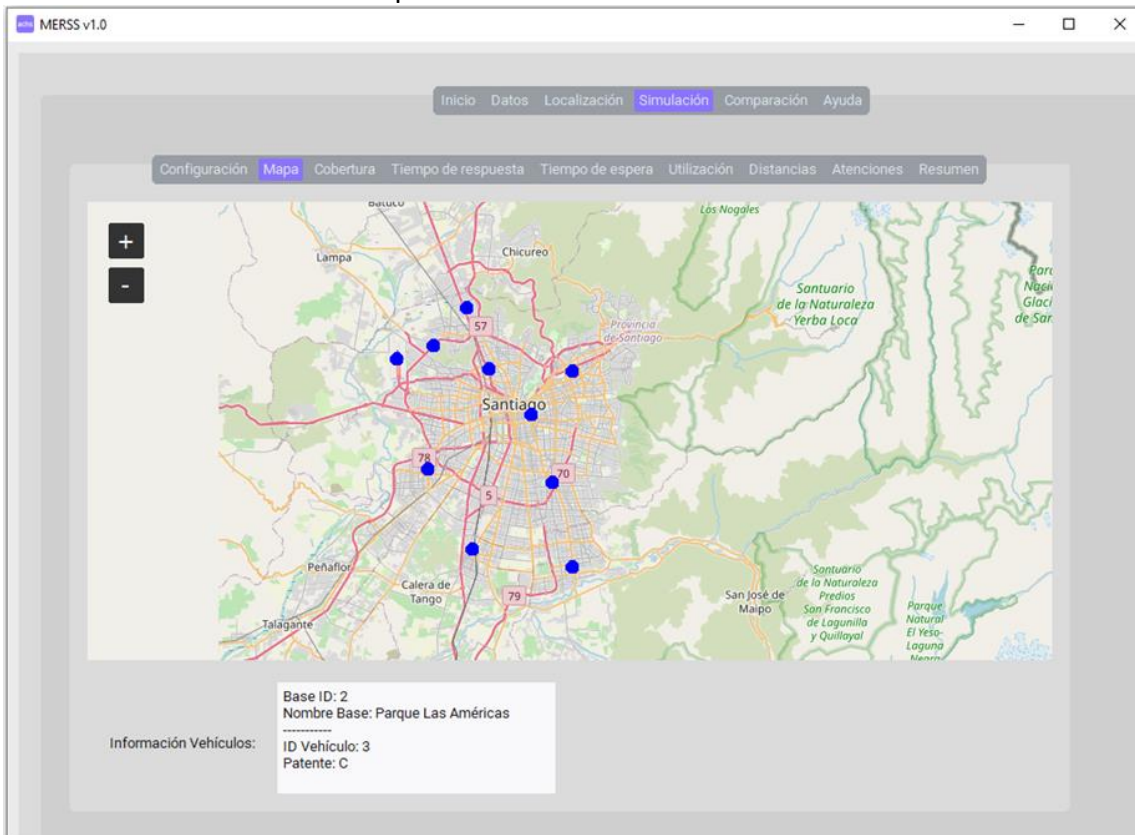 achs MERSS v1.0
Inicio Datos Localización Simulación Comparación Ayuda
Configuración Mapa Cobertura Tiempo de respuesta Tiempo de espera Utilización Distancias Atenciones Resumen
+
-
Batuco
Los Nogales
Lampa
Chicureo
Santuario
de la Naturaleza
Yerba Loca
57
Provincia
de Santiago
Santiago
78
70
5
Peñaflor
Calera de
Tango
79
Talagante
San José de
Maipo
Santuario
de la Naturaleza
Predios
San Francisco
de Lagunilla
y Quillayal
Parque
Natural
El Yeso-
Laguna
Negra
Información Vehículos:
Base ID: 2
Nombre Base: Parque Las Américas
-----------
ID Vehículo: 3
Patente: C